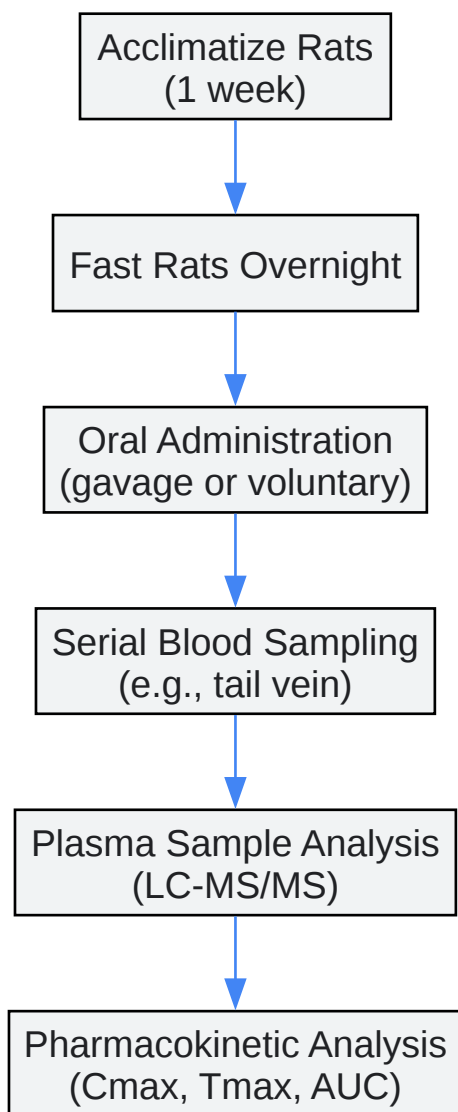 Acclimatize Rats
(1 week)
Fast Rats Overnight
Oral Administration
(gavage or voluntary)
Serial Blood Sampling
(e.g., tail vein)
Plasma Sample Analysis
(LC-MS/MS)
Pharmacokinetic Analysis
(Cmax, Tmax, AUC)